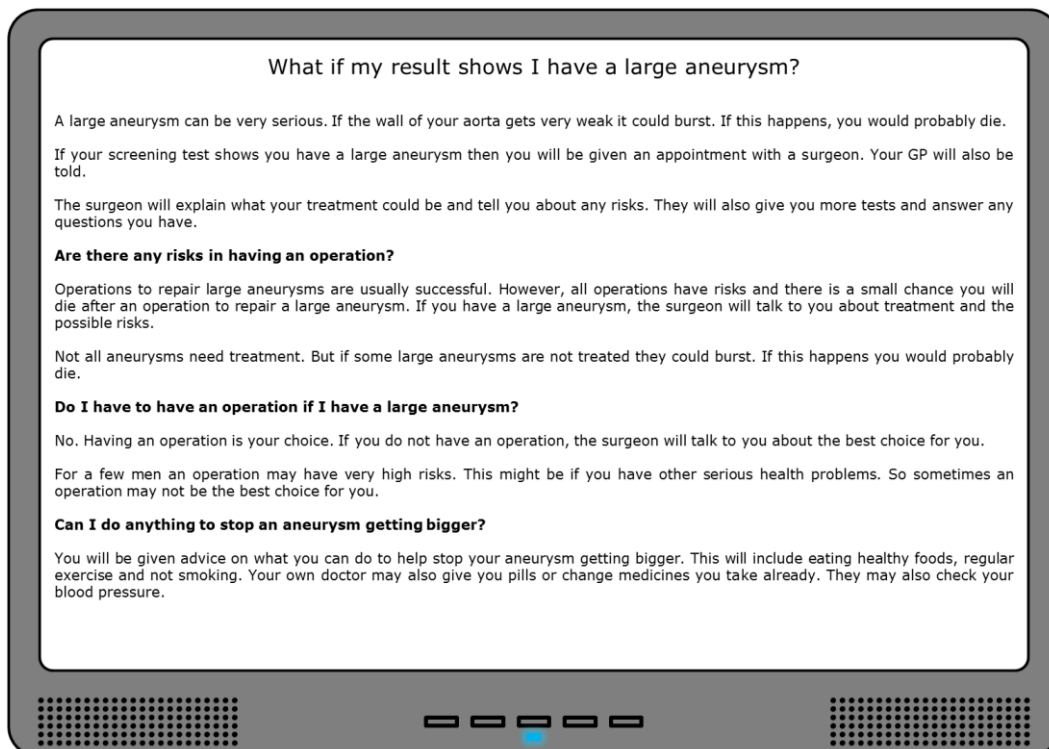 What if my result shows I have a large aneurysm?
A large aneurysm can be very serious. If the wall of your aorta gets very weak it could burst. If this happens, you would probably die.
If your screening test shows you have a large aneurysm then you will be given an appointment with a surgeon. Your GP will also be
told.
The surgeon will explain what your treatment could be and tell you about any risks. They will also give you more tests and answer any
questions you have.
Are there any risks in having an operation?
Operations to repair large aneurysms are usually successful. However, all operations have risks and there is a small chance you will
die after an operation to repair a large aneurysm. If you have a large aneurysm, the surgeon will talk to you about treatment and the
possible risks.
Not all aneurysms need treatment. But if some large aneurysms are not treated they could burst. If this happens you would probably
die.
Do I have to have an operation if I have a large aneurysm?
No. Having an operation is your choice. If you do not have an operation, the surgeon will talk to you about the best choice for you.
For a few men an operation may have very high risks. This might be if you have other serious health problems. So sometimes an
operation may not be the best choice for you.
Can I do anything to stop an aneurysm getting bigger?
You will be given advice on what you can do to help stop your aneurysm getting bigger. This will include eating healthy foods, regular
exercise and not smoking. Your own doctor may also give you pills or change medicines you take already. They may also check your
blood pressure.